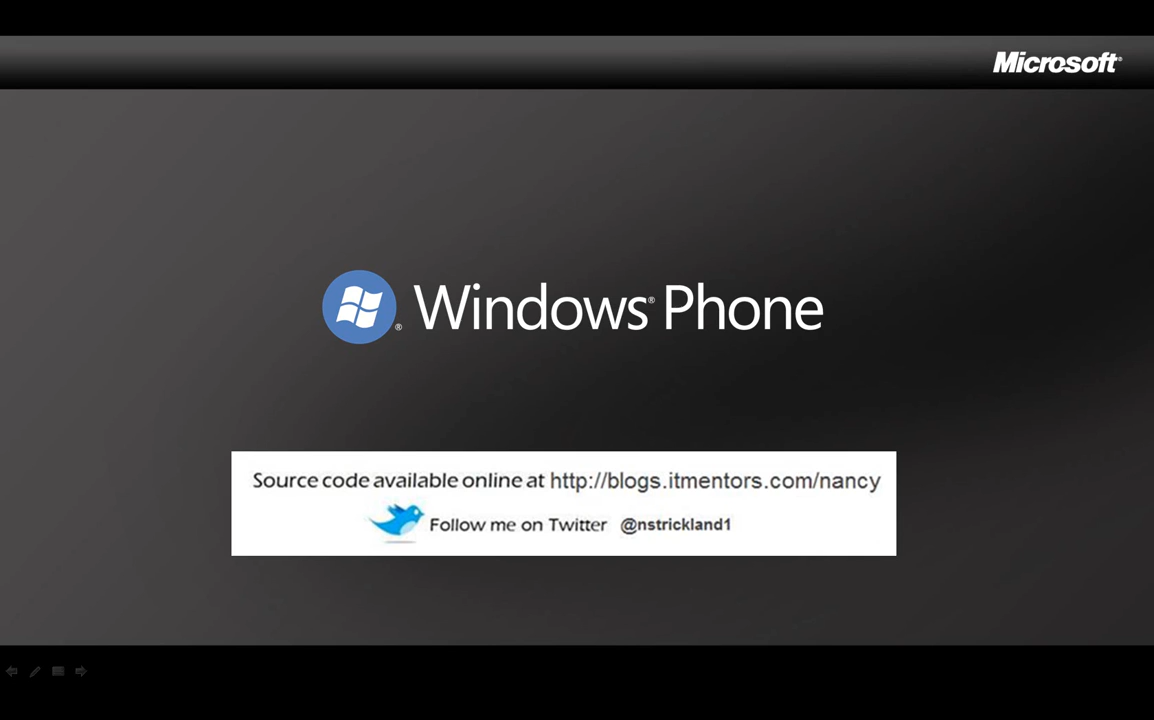 Microsoft®
® Windows® Phone
Source code available online at http://blogs.itmentors.com/nancy
Follow me on Twitter @nstrickland1